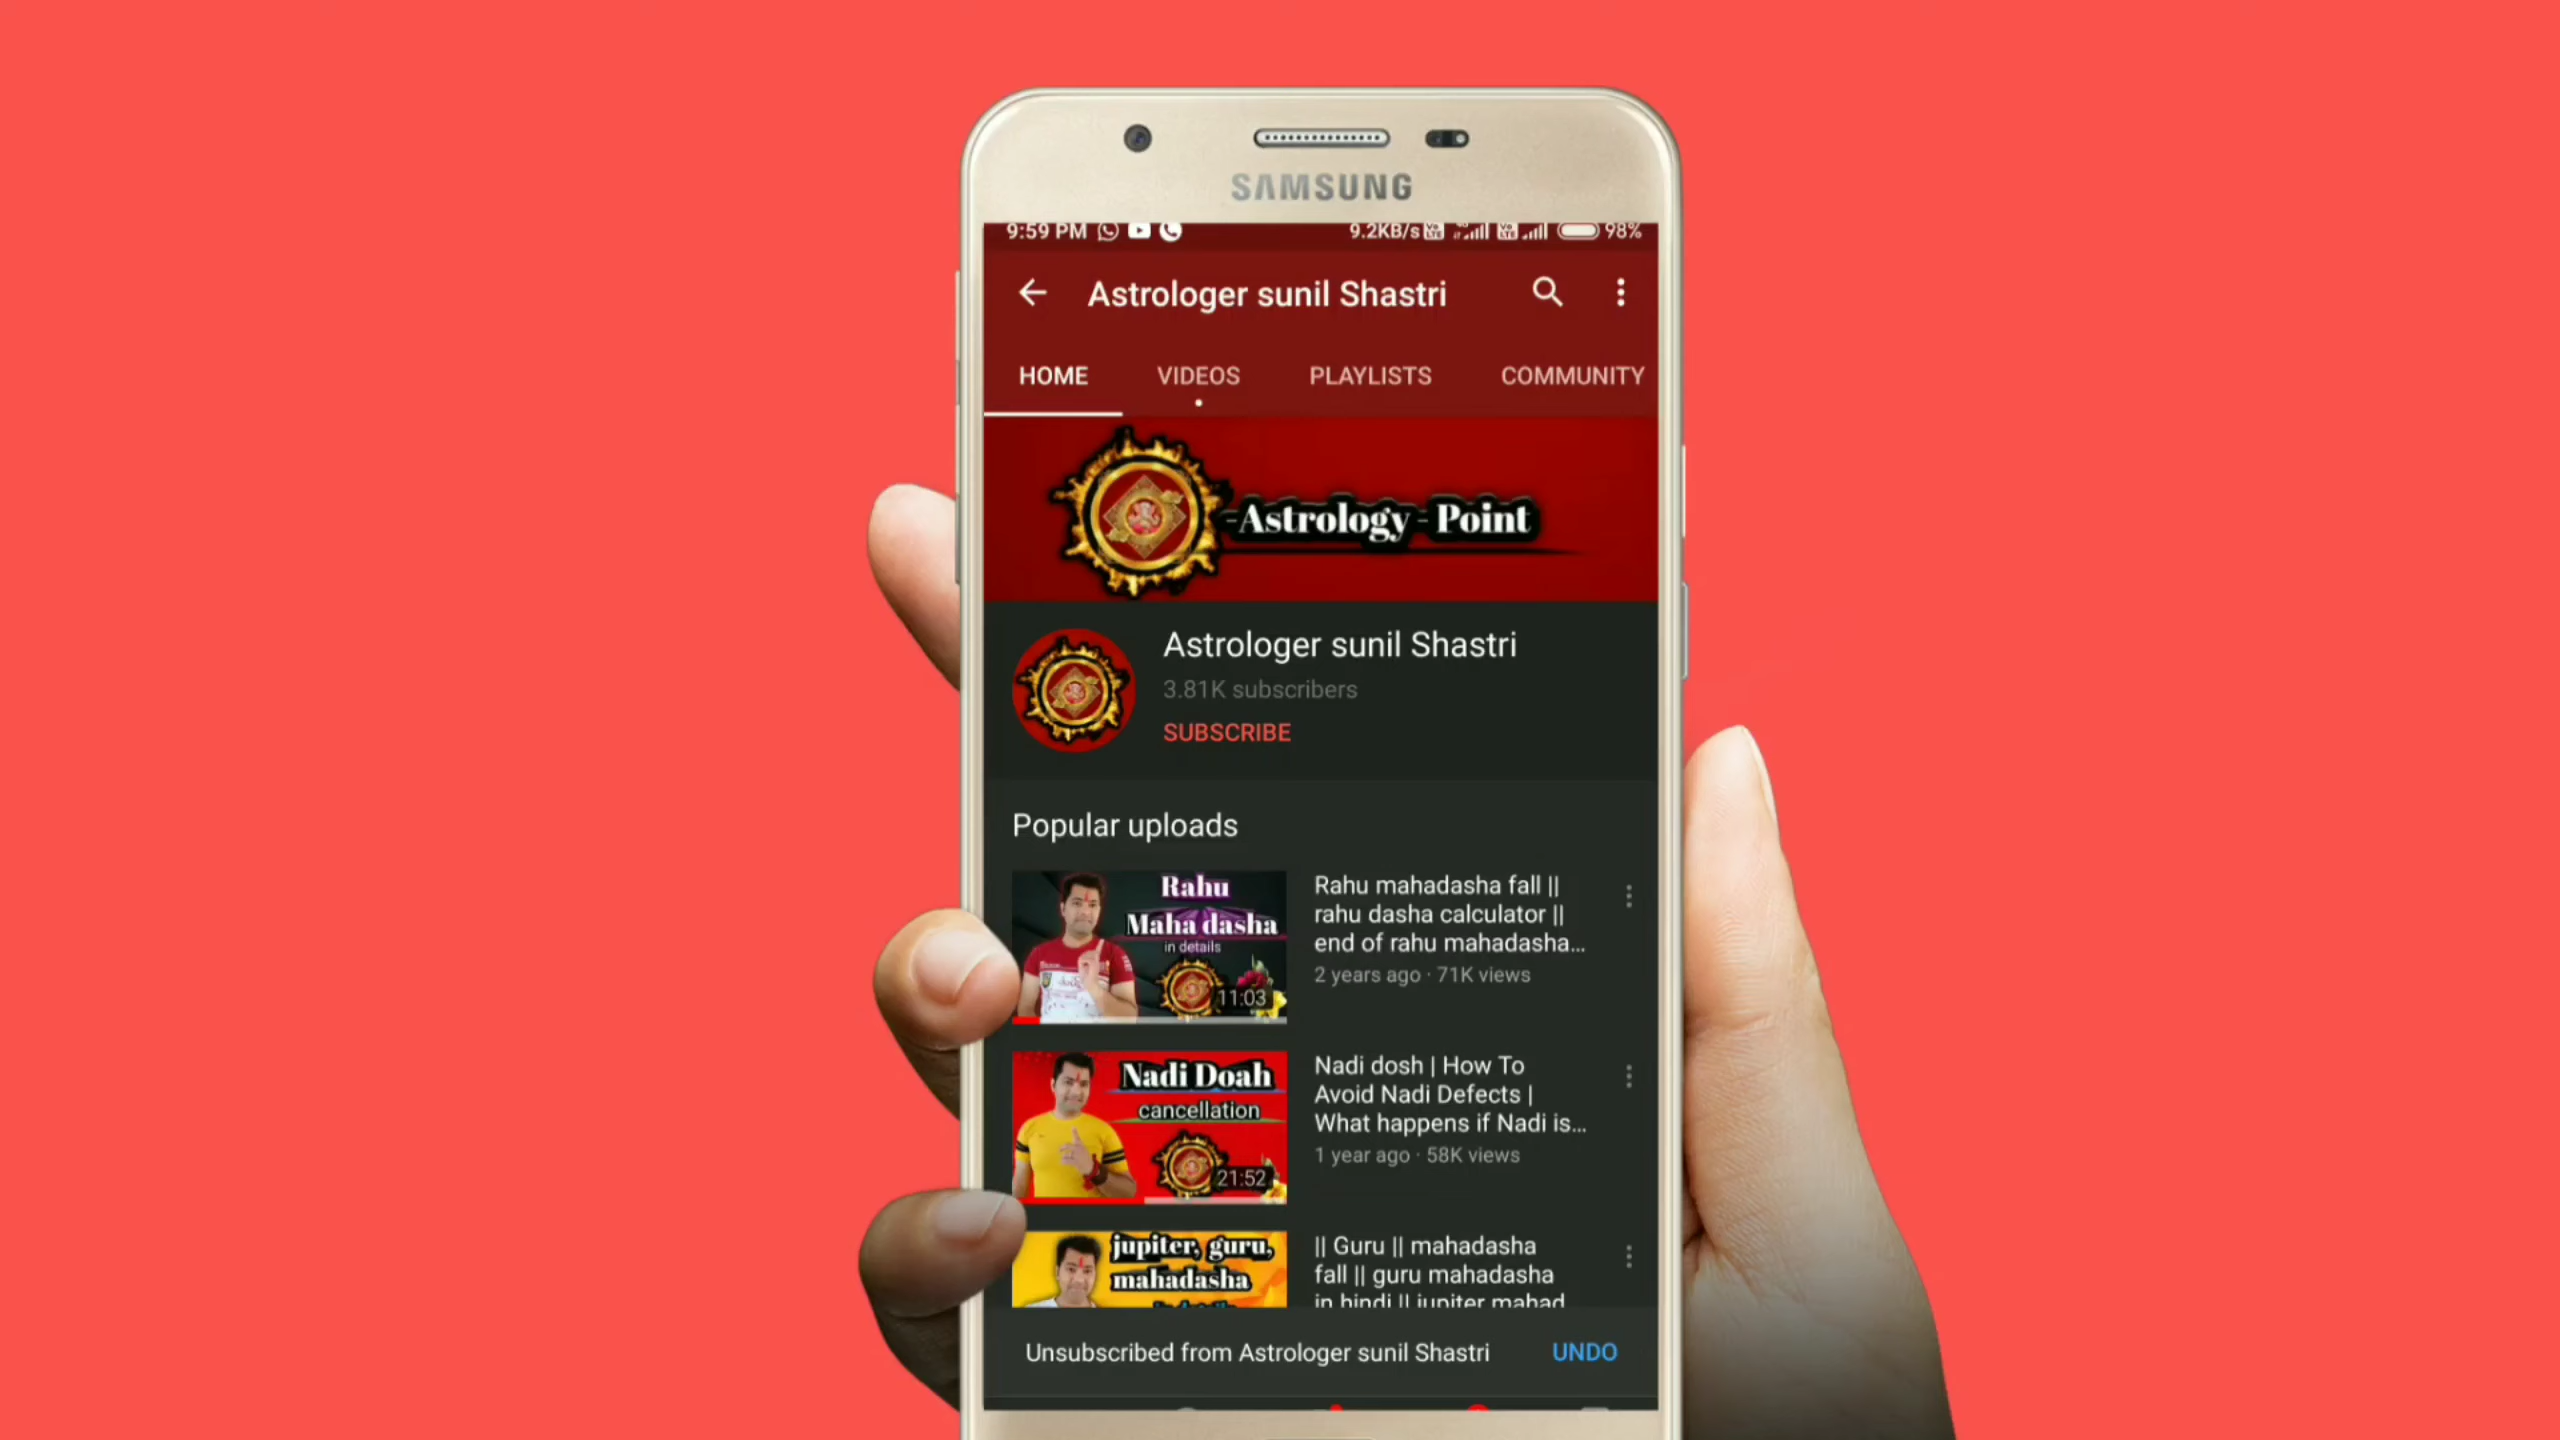 SAMSUNG
9:59 PM
9.2KB/s
98%
Astrologer sunil Shastri
HOME
VIDEOS
PLAYLISTS
COMMUNITY
-Astrology - Point
Astrologer sunil Shastri
3.81K subscribers
SUBSCRIBE
Popular uploads
Rahu
Maha dasha
in details
11:03
Rahu mahadasha fall ||
rahu dasha calculator ||
end of rahu mahadasha...
2 years ago · 71K views
Nadi Doah
cancellation
21:52
Nadi dosh | How To
Avoid Nadi Defects |
What happens if Nadi is...
1 year ago · 58K views
jupiter, guru,
mahadasha
|| Guru || mahadasha
fall || guru mahadasha
in hindi || jupiter mahad
Unsubscribed from Astrologer sunil Shastri
UNDO